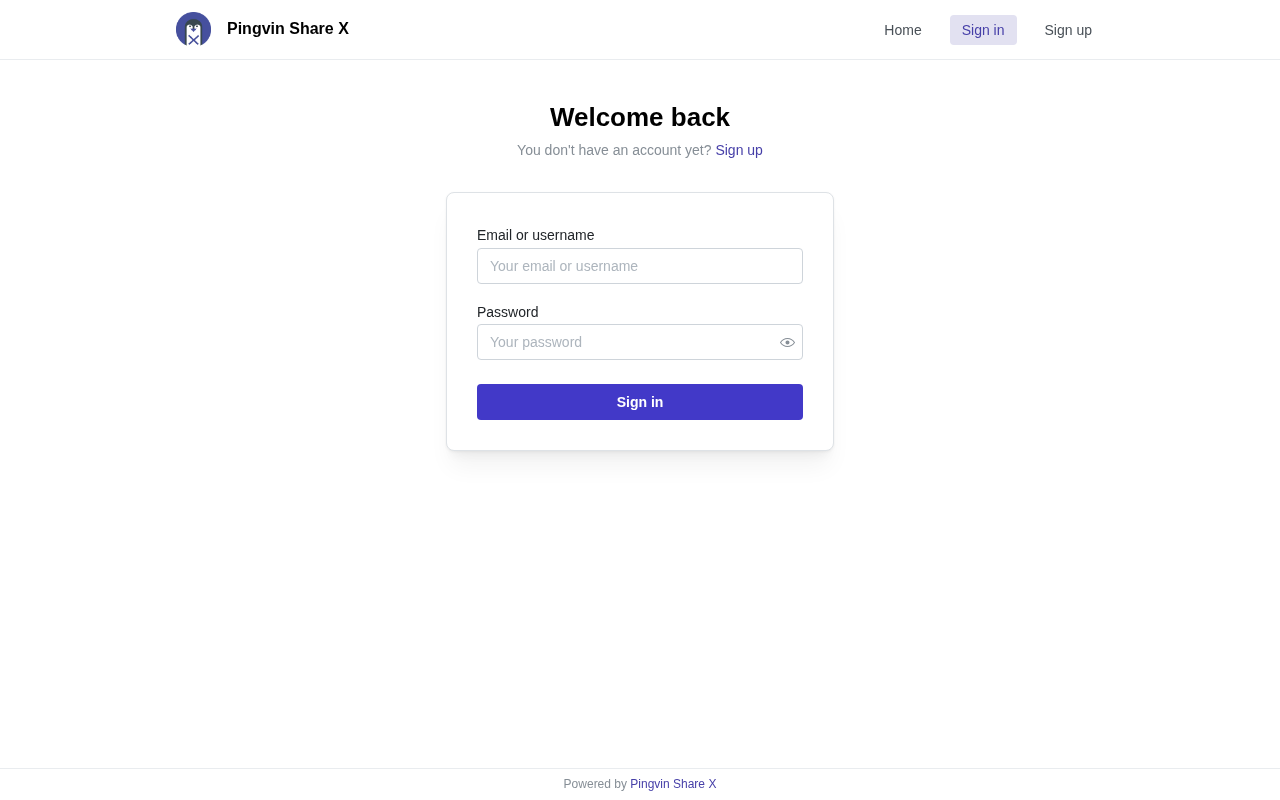 Pingvin Share X
Home
Sign in
Sign up
Welcome back
You don't have an account yet? Sign up
Email or username
Your email or username
Password
Your password
Sign in
Powered by Pingvin Share X